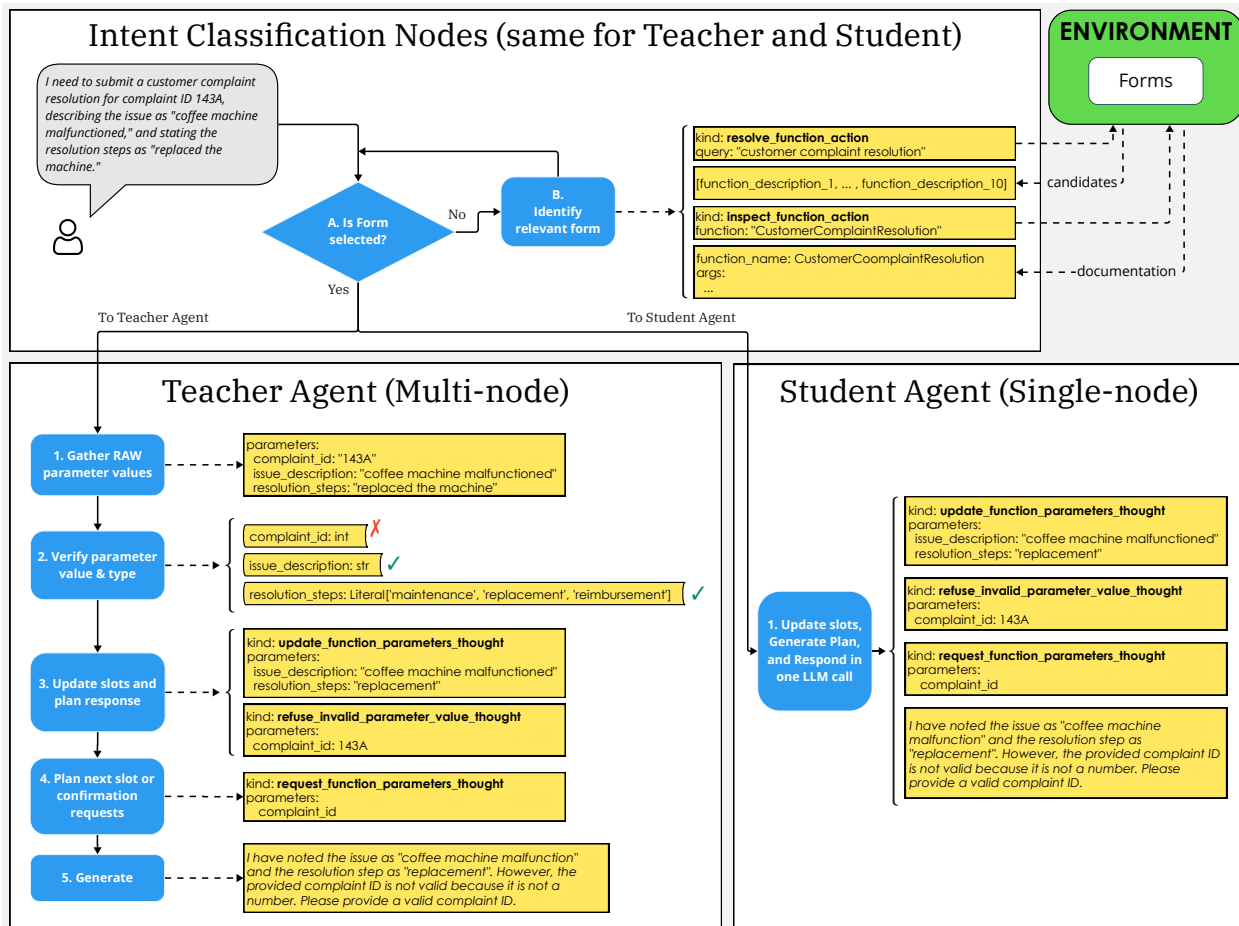 Intent Classification Nodes (same for Teacher and Student)
ENVIRONMENT
Forms
I need to submit a customer complaint
resolution for complaint ID 143A,
describing the issue as "coffee machine
malfunctioned," and stating the
resolution steps as "replaced the
machine."
A. Is Form
selected?
No
Yes
B.
Identify
relevant form
kind: resolve_function_action
query: "customer complaint resolution"
[function_description_1, ... , function_description_10]
candidates
kind: inspect_function_action
function: "CustomerComplaintResolution"
function_name: CustomerCoomplaintResolution
args:
...
documentation
To Teacher Agent
To Student Agent
Teacher Agent (Multi-node)
1. Gather RAW
parameter values
parameters:
complaint_id: "143A"
issue_description: "coffee machine malfunctioned"
resolution_steps: "replaced the machine"
2. Verify parameter
value & type
complaint_id: int ✗
issue_description: str ✓
resolution_steps: Literal['maintenance', 'replacement', 'reimbursement'] ✓
3. Update slots and
plan response
kind: update_function_parameters_thought
parameters:
issue_description: "coffee machine malfunctioned"
resolution_steps: "replacement"
kind: refuse_invalid_parameter_value_thought
parameters:
complaint_id: 143A
4. Plan next slot or
confirmation
requests
kind: request_function_parameters_thought
parameters:
complaint_id
5. Generate
I have noted the issue as "coffee machine malfunction"
and the resolution step as "replacement". However, the
provided complaint ID is not valid because it is not a
number. Please provide a valid complaint ID.
Student Agent (Single-node)
1. Update slots,
Generate Plan,
and Respond in
one LLM call
kind: update_function_parameters_thought
parameters:
issue_description: "coffee machine malfunctioned"
resolution_steps: "replacement"
kind: refuse_invalid_parameter_value_thought
parameters:
complaint_id: 143A
kind: request_function_parameters_thought
parameters:
complaint_id
I have noted the issue as "coffee machine
malfunction" and the resolution step as
"replacement". However, the provided complaint ID
is not valid because it is not a number. Please
provide a valid complaint ID.